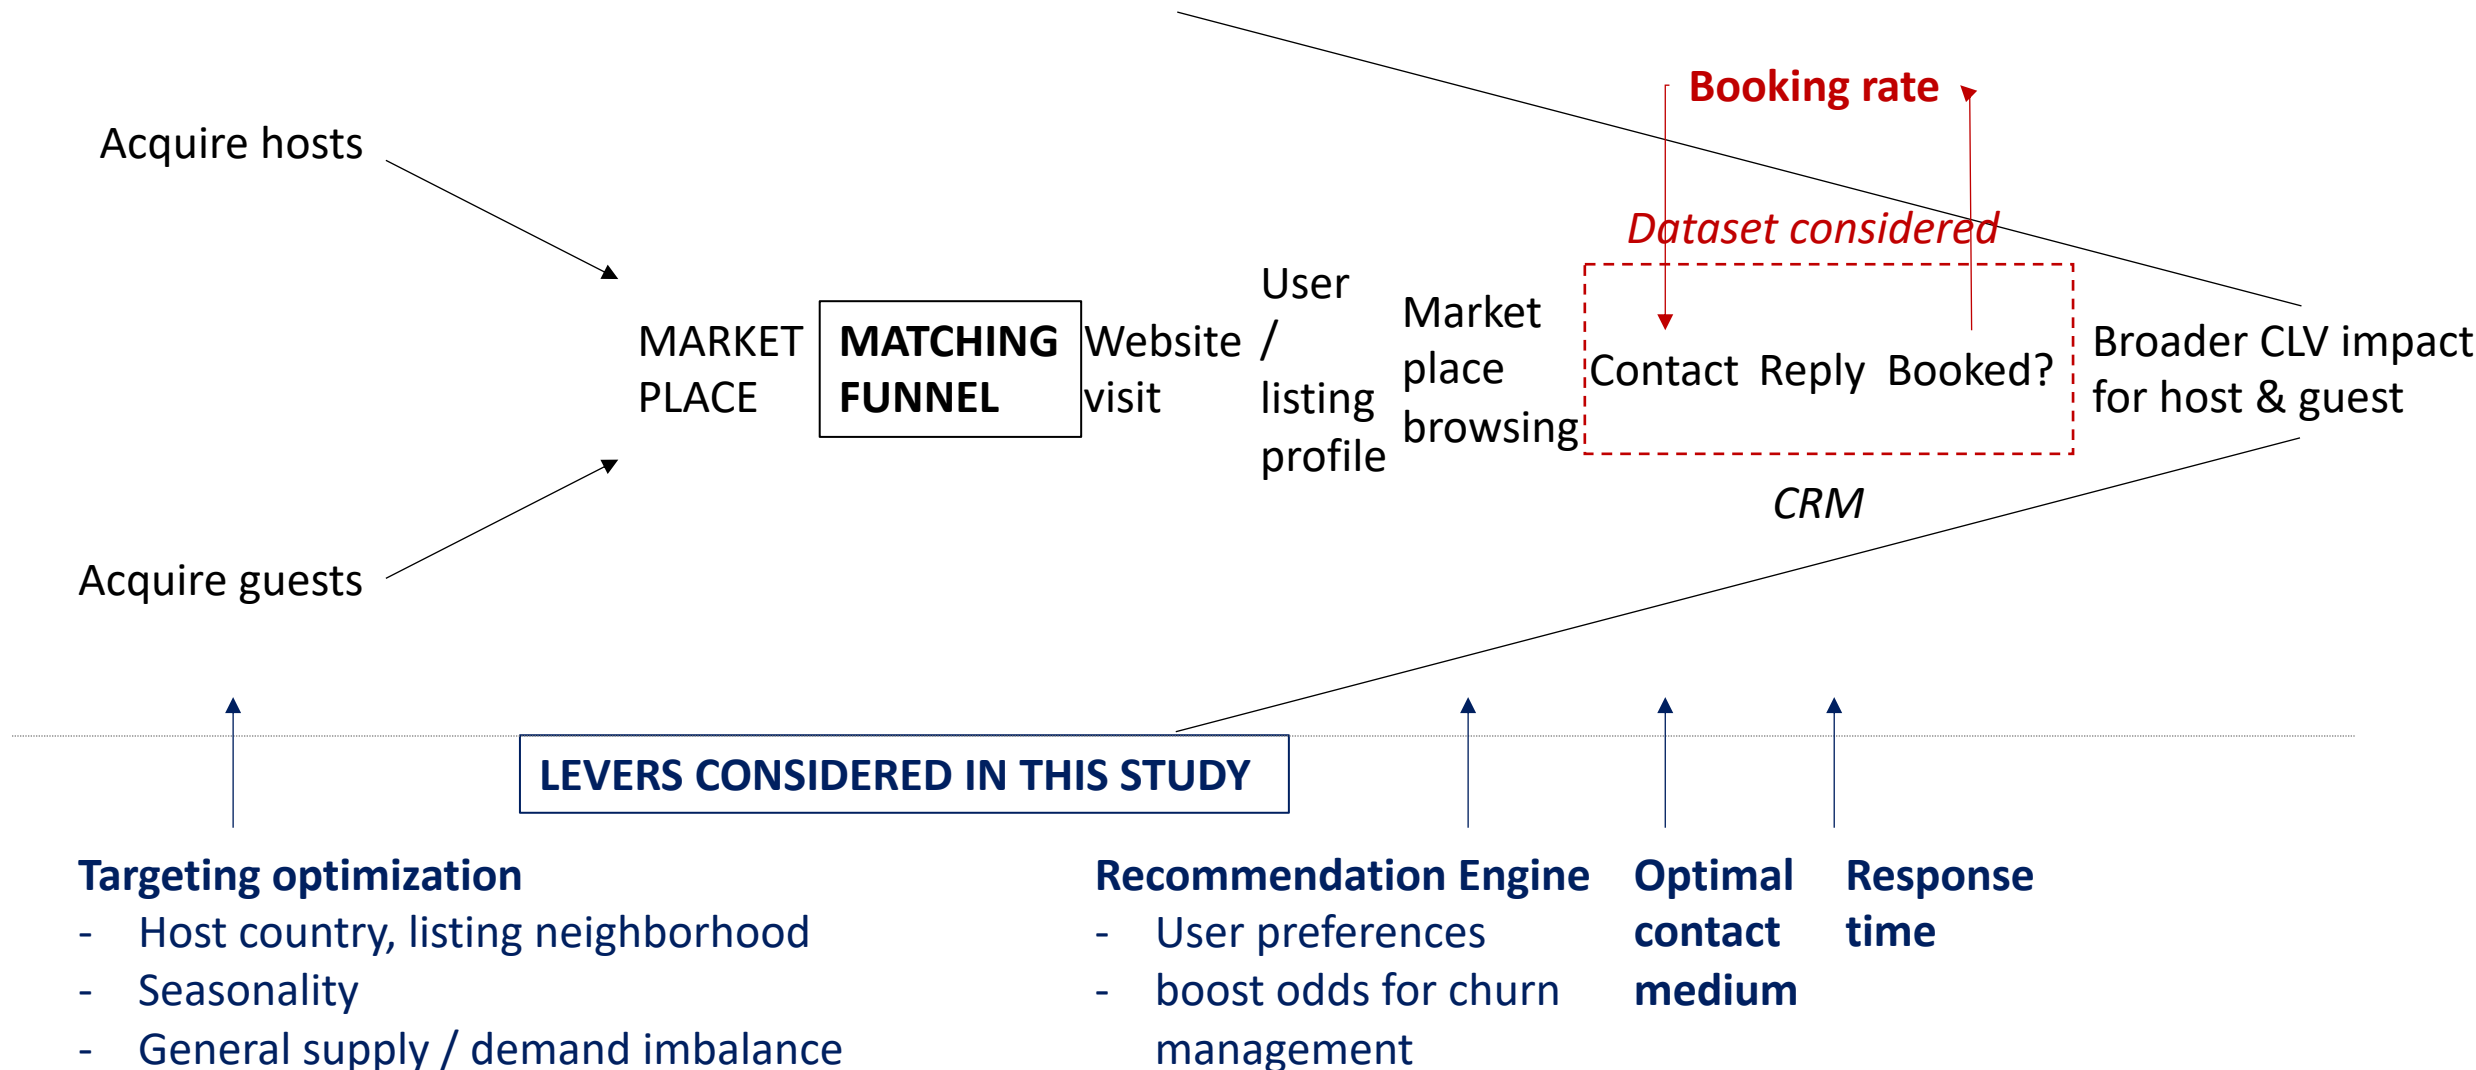 Booking rate
Acquire hosts
Dataset considered
MARKET
PLACE
MATCHING
FUNNEL
Website
visit
User
/
listing
profile
Market
place
browsing
Contact Reply Booked?
Broader CLV impact
for host & guest
CRM
Acquire guests
LEVERS CONSIDERED IN THIS STUDY
Targeting optimization
- Host country, listing neighborhood
- Seasonality
- General supply / demand imbalance
Recommendation Engine
- User preferences
- boost odds for churn
management
Optimal
contact
medium
Response
time